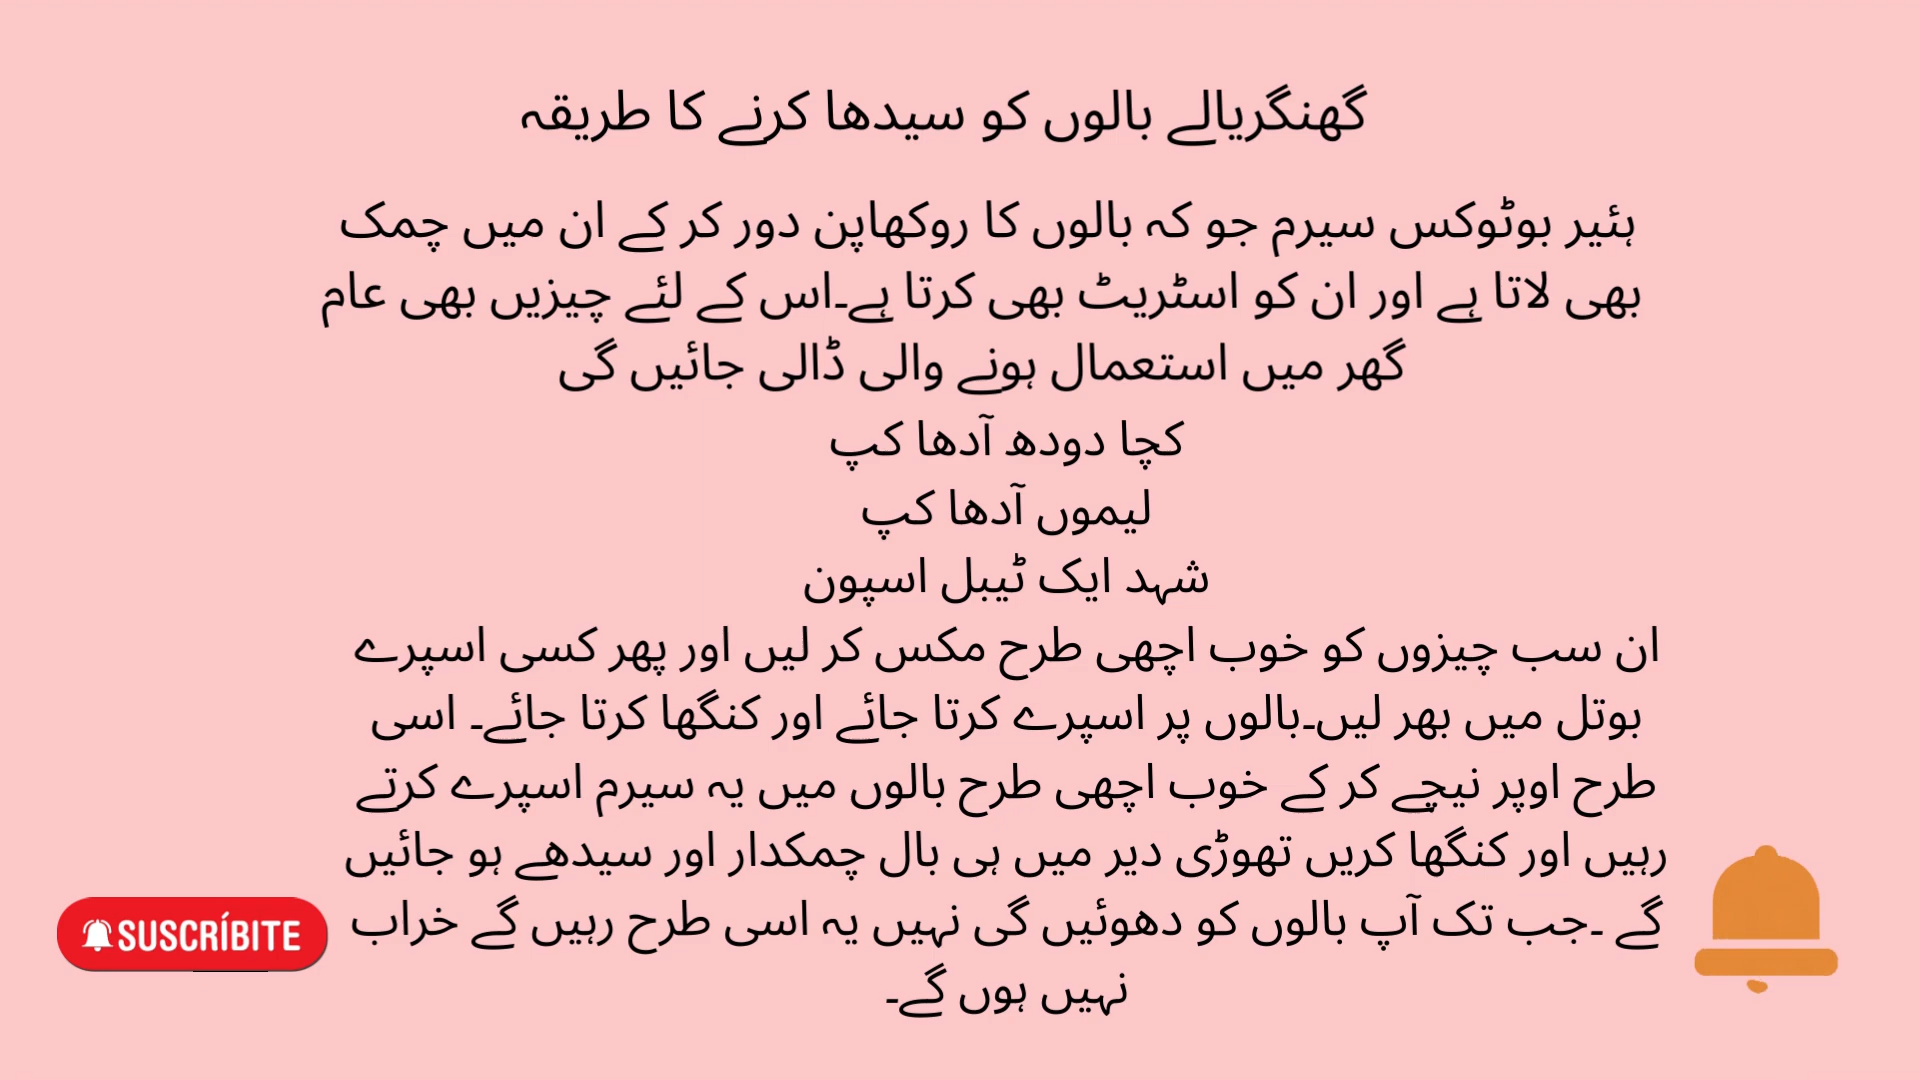 گھنگریالے بالوں کو سیدھا کرنے کا طریقہ
ہئیر بوٹوکس سیرم جو کہ بالوں کا روکھاپن دور کر کے ان میں چمک
بھی لاتا ہے اور ان کو اسٹریٹ بھی کرتا ہے۔اس کے لئے چیزیں بھی عام
گھر میں استعمال ہونے والی ڈالی جائیں گی
کچا دودھ آدھا کپ
لیموں آدھا کپ
شہد ایک ٹیبل اسپون
ان سب چیزوں کو خوب اچھی طرح مکس کر لیں اور پھر کسی اسپرے
بوتل میں بھر لیں۔بالوں پر اسپرے کرتا جائے اور کنگھا کرتا جائے۔ اسی
طرح اوپر نیچے کر کے خوب اچھی طرح بالوں میں یہ سیرم اسپرے کرتے
رہیں اور کنگھا کریں تھوڑی دیر میں ہی بال چمکدار اور سیدھے ہو جائیں
گے ۔جب تک آپ بالوں کو دھوئیں گی نہیں یہ اسی طرح رہیں گے خراب
نہیں ہوں گے۔
SUSCRÍBITE